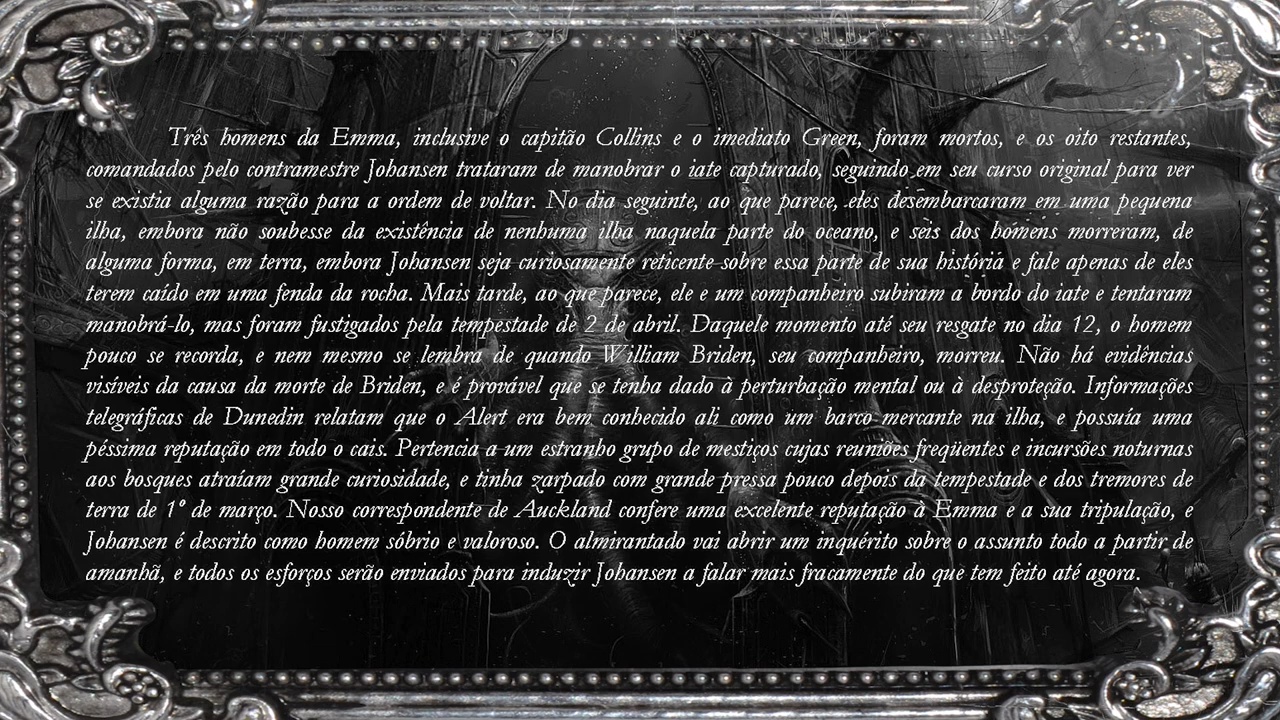 Três homens da Emma, inclusive o capitão Collins e o imediato Green, foram mortos, e os oito restantes,
comandados pelo contramestre Johansen trataram de manobrar o iate capturado, seguindo em seu curso original para ver
se existia alguma razão para a ordem de voltar. No dia seguinte, ao que parece, eles desembarcaram em uma pequena
ilha, embora não soubesse da existência de nenhuma ilha naquela parte do oceano, e seis dos homens morreram, de
alguma forma, em terra, embora Johansen seja curiosamente reticente sobre essa parte de sua história e fale apenas de eles
terem caído em uma fenda da rocha. Mais tarde, ao que parece, ele e um companheiro subiram a bordo do iate e tentaram
manobrá-lo, mas foram fustigados pela tempestade de 2 de abril. Daquele momento até seu resgate no dia 12, o homem
pouco se recorda, e nem mesmo se lembra de quando William Briden, seu companheiro, morreu. Não há evidências
visíveis da causa da morte de Briden, e é provável que se tenha dado à perturbação mental ou à desproteção. Informações
telegráficas de Dunedin relatam que o Alert era bem conhecido ali como um barco mercante na ilha, e possuía uma
péssima reputação em todo o cais. Pertencia a um estranho grupo de mestiços cujas reuniões freqüentes e incursões noturnas
aos bosques atraíam grande curiosidade, e tinha zarpado com grande pressa pouco depois da tempestade e dos tremores de
terra de 1º de março. Nosso correspondente de Auckland confere uma excelente reputação à Emma e a sua tripulação, e
Johansen é descrito como homem sóbrio e valoroso. O almirantado vai abrir um inquérito sobre o assunto todo a partir de
amanhã, e todos os esforços serão enviados para induzir Johansen a falar mais fracamente do que tem feito até agora.